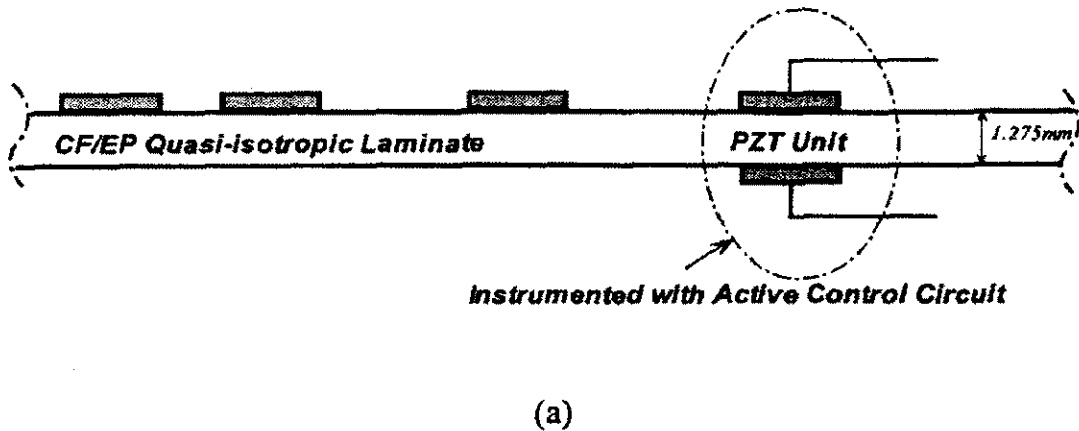 CF/EP Quasi-isotropic Laminate
PZT Unit
1.275mm
Instrumented with Active Control Circuit
(a)